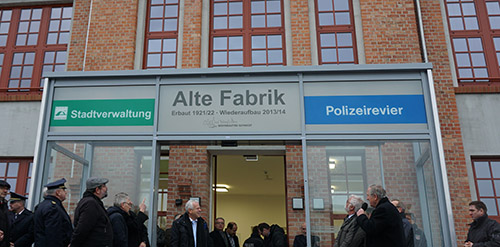 Stadtverwaltung
Alte Fabrik
Erbaut 1921/22 · Wiederaufbau 2013/14
Polizeirevier